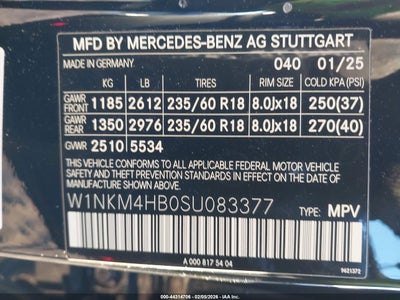 MFD BY MERCEDES-BENZ AG STUTTGART
MADE IN GERMANY 040 01/25
KG LB TIRES RIM SIZE COLD KPA (PSI)
GAWR FRONT 1185 2612 235/60 R18 8.0Jx18 250(37)
GAWR REAR 1350 2976 235/60 R18 8.0Jx18 270(40)
GVWR 2510 5534
THIS VEHICLE CONFORMS TO ALL APPLICABLE FEDERAL MOTOR VEHICLE
SAFETY AND THEFT PREVENTION STANDARDS IN EFFECT ON THE DATE
OF MANUFACTURE SHOWN ABOVE.
W1NKM4HB0SU083377 TYPE: MPV
A 000 817 54 04
9621372
000-44314706 - 02/05/2026 - IAA Inc.